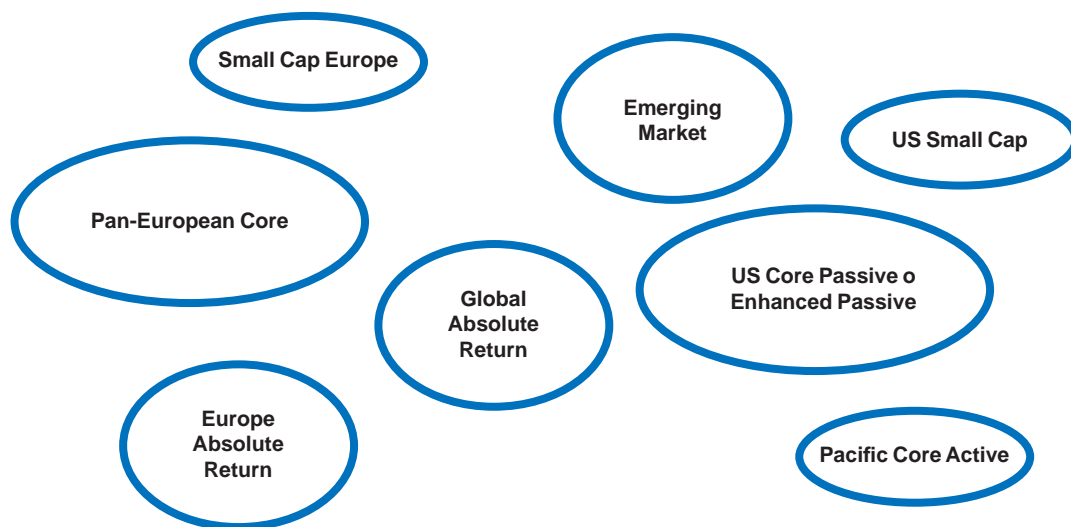 Small Cap Europe
Emerging
Market
US Small Cap
Pan-European Core
US Core Passive o
Enhanced Passive
Global
Absolute
Return
Europe
Absolute
Return
Pacific Core Active